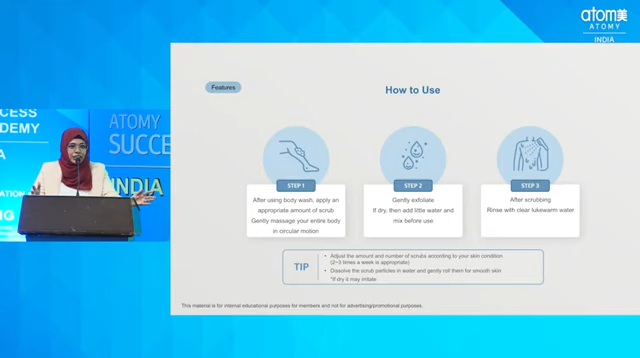 atom美
ATOMY
INDIA
CESS
DEMY
ATOMY
SUCCE
INDIA
Features
How to Use
STEP 1
After using body wash, apply an
appropriate amount of scrub
Gently massage your entire body
in circular motion
STEP 2
Gently exfoliate
If dry, then add little water and
mix before use
STEP 3
After scrubbing
Rinse with clear lukewarm water
TIP
• Adjust the amount and number of scrubs according to your skin condition
(2~3 times a week is appropriate)
• Dissolve the scrub particles in water and gently roll them for smooth skin
*If dry it may irritate
This material is for internal educational purposes for members and not for advertising/promotional purposes.